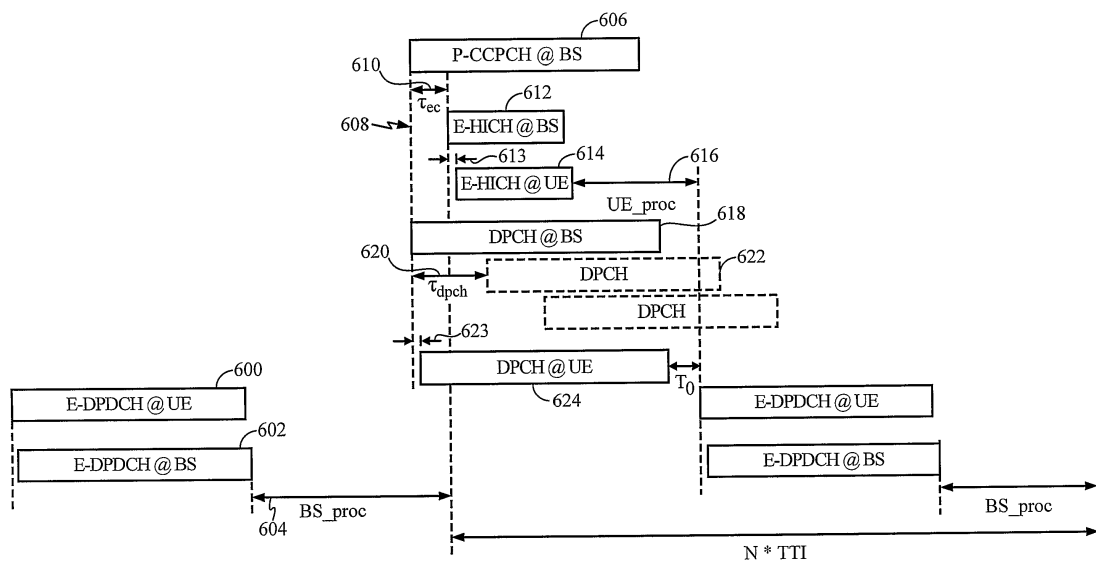 606
P-CCPCH @ BS
610
τec
612
608
E-HICH @ BS
613
614
616
E-HICH @ UE
UE_proc
618
DPCH @ BS
620
622
DPCH
τdpch
DPCH
623
600
DPCH @ UE
T0
624
E-DPDCH @ UE
E-DPDCH @ UE
602
E-DPDCH @ BS
E-DPDCH @ BS
604
BS_proc
BS_proc
N * TTI